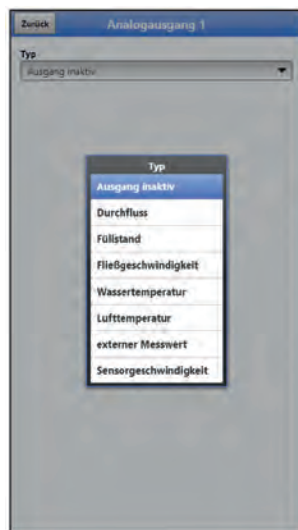 Zurück
Analogausgang 1
Typ
Ausgang inaktiv
Typ
Ausgang inaktiv
Durchfluss
Füllstand
Fließgeschwindigkeit
Wassertemperatur
Lufttemperatur
externer Messwert
Sensorgeschwindigkeit